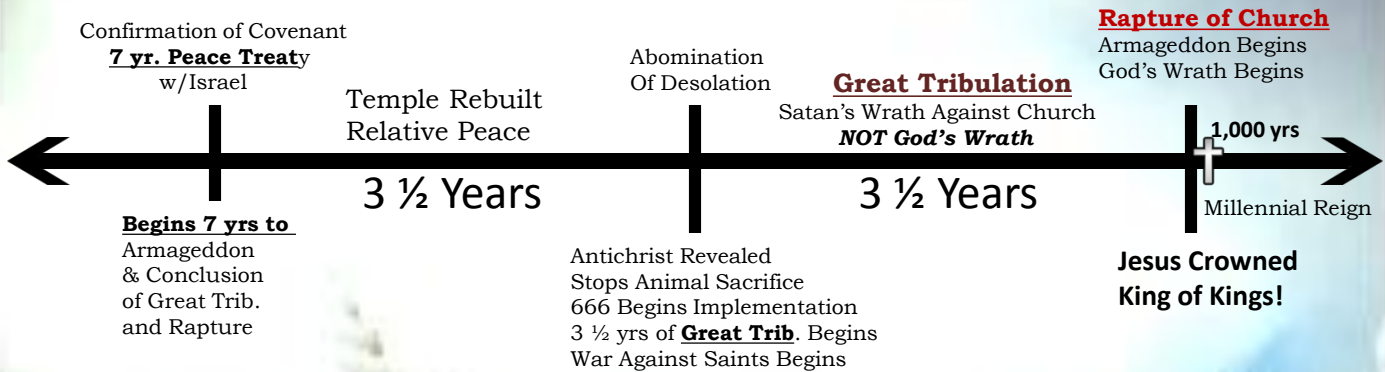 Confirmation of Covenant
7 yr. Peace Treaty
w/Israel
Temple Rebuilt
Relative Peace
3 ½ Years
Begins 7 yrs to
Armageddon
& Conclusion
of Great Trib.
and Rapture
Abomination
Of Desolation
Antichrist Revealed
Stops Animal Sacrifice
666 Begins Implementation
3 ½ yrs of Great Trib. Begins
War Against Saints Begins
Great Tribulation
Satan's Wrath Against Church
NOT God's Wrath
3 ½ Years
Rapture of Church
Armageddon Begins
God's Wrath Begins
1,000 yrs
Millennial Reign
Jesus Crowned
King of Kings!